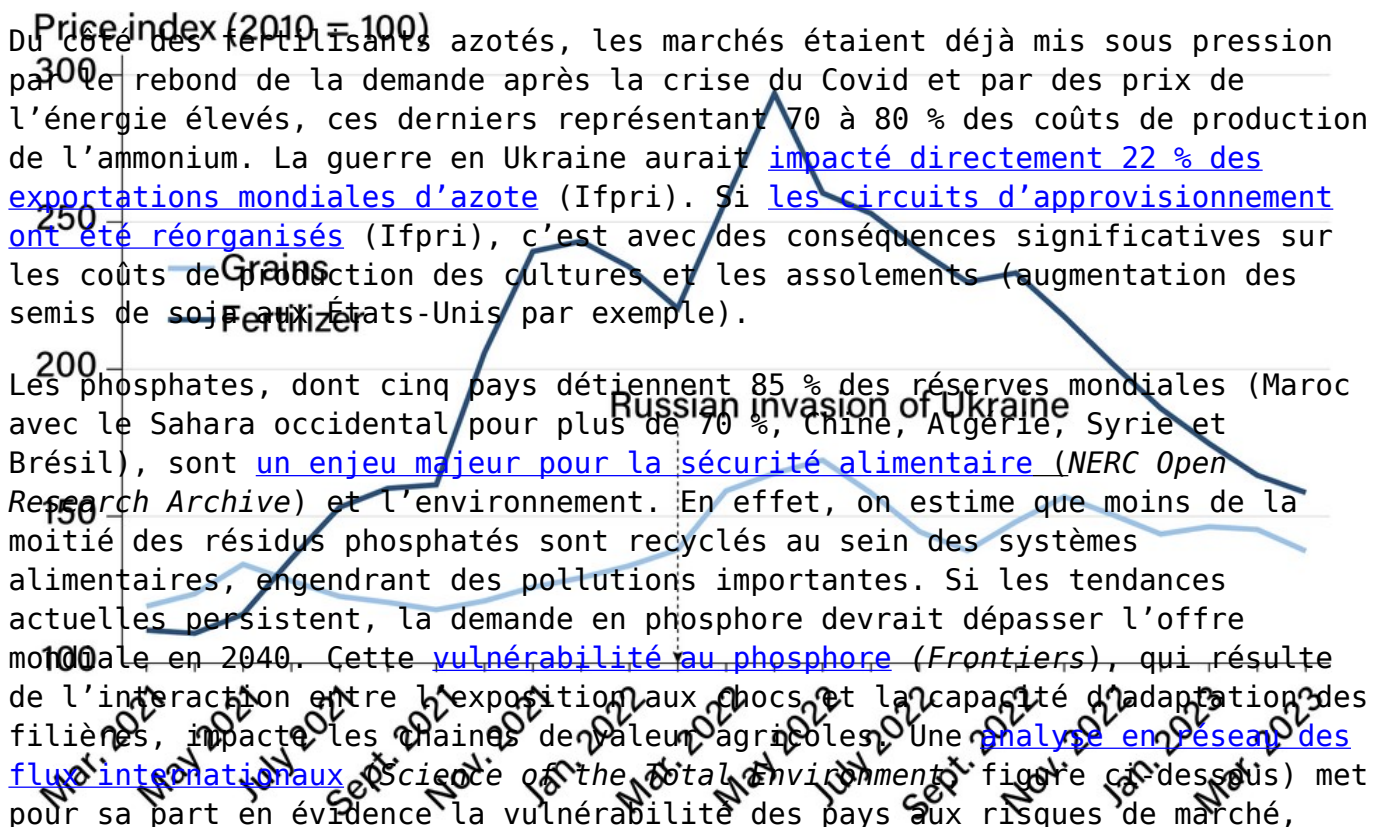 Price index (2010 = 100)
Du côté des fertilisants azotés, les marchés étaient déjà mis sous pression
par le rebond de la demande après la crise du Covid et par des prix de
l’énergie élevés, ces derniers représentant 70 à 80 % des coûts de production
de l’ammonium. La guerre en Ukraine aurait impacté directement 22 % des
exportations mondiales d’azote (Ifpri). Si les circuits d’approvisionnement
ont été réorganisés (Ifpri), c’est avec des conséquences significatives sur
les coûts de production des cultures et les assolements (augmentation des
semis de soja aux États-Unis par exemple).
Les phosphates, dont cinq pays détiennent 85 % des réserves mondiales (Maroc
avec le Sahara occidental pour plus de 70 %, Chine, Algérie, Syrie et
Brésil), sont un enjeu majeur pour la sécurité alimentaire (NERC Open
Research Archive) et l’environnement. En effet, on estime que moins de la
moitié des résidus phosphatés sont recyclés au sein des systèmes
alimentaires, engendrant des pollutions importantes. Si les tendances
actuelles persistent, la demande en phosphore devrait dépasser l’offre
mondiale en 2040. Cette vulnérabilité au phosphore (Frontiers), qui résulte
de l’interaction entre l’exposition aux chocs et la capacité d’adaptation des
filières, impacte les chaines de valeur agricoles. Une analyse en réseau des
flux internationaux (Science of the Total Environment, figure ci-dessous) met
pour sa part en évidence la vulnérabilité des pays aux risques de marché,
300
250
200
150
100
Grains
Fertilizer
Russian invasion of Ukraine
Mar. 2021
May 2021
July 2021
Sept. 2021
Nov. 2021
Jan. 2022
Mar. 2022
May 2022
July 2022
Sept. 2022
Nov. 2022
Jan. 2023
Mar. 2023